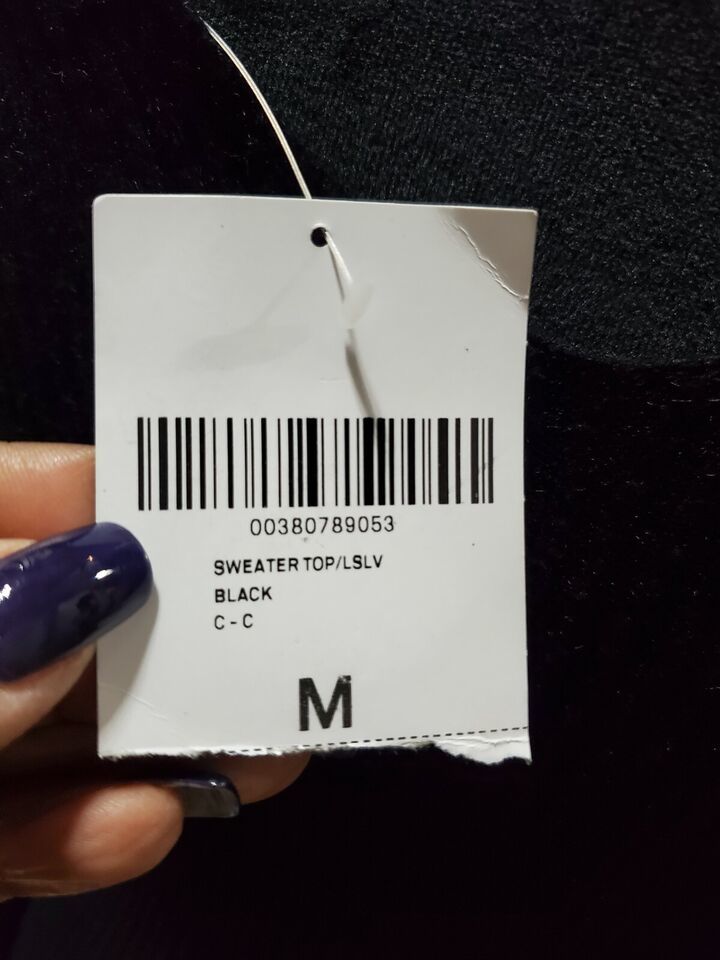 00380789053
SWEATER TOP/LSLV
BLACK
C-C
M